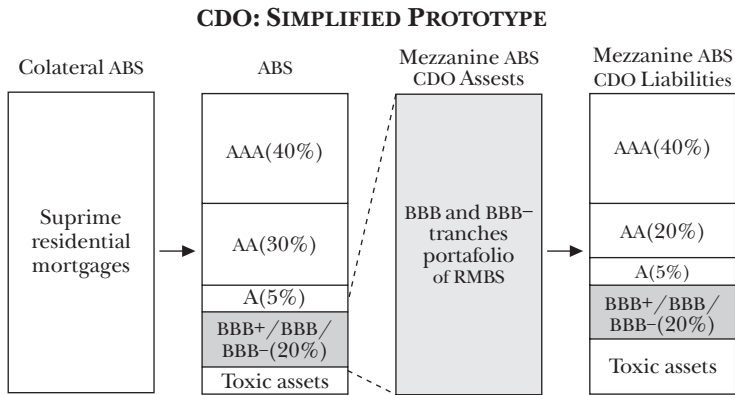 CDO: SIMPLIFIED PROTOTYPE
Colateral ABS
ABS
Mezzanine ABS
CDO Assests
Mezzanine ABS
CDO Liabilities
Suprime
residential
mortgages
AAA(40%)
AA(30%)
A(5%)
BBB+/BBB/
BBB–(20%)
Toxic assets
BBB and BBB–
tranches
portafolio
of RMBS
AAA(40%)
AA(20%)
A(5%)
BBB+/BBB/
BBB–(20%)
Toxic assets